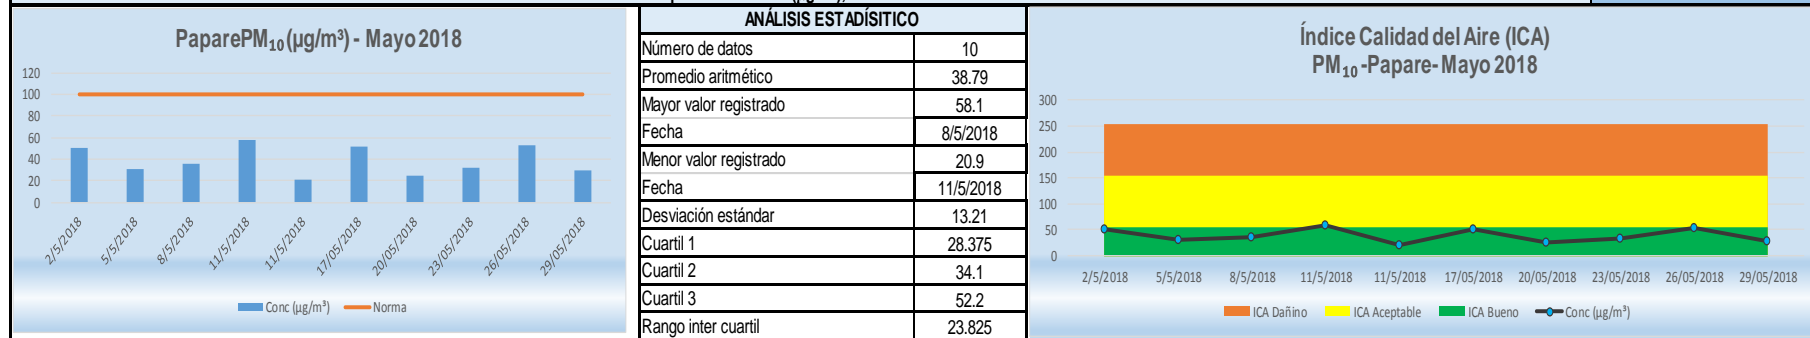 PaparePM₁₀ (µg/m³) - Mayo 2018
120
100
80
60
40
20
0
2/5/2018
5/5/2018
8/5/2018
11/5/2018
11/5/2018
17/05/2018
20/05/2018
23/05/2018
26/05/2018
29/05/2018
Conc (µg/m³)
Norma
ANÁLISIS ESTADÍSITICO
Número de datos 10
Promedio aritmético 38.79
Mayor valor registrado 58.1
Fecha 8/5/2018
Menor valor registrado 20.9
Fecha 11/5/2018
Desviación estándar 13.21
Cuartil 1 28.375
Cuartil 2 34.1
Cuartil 3 52.2
Rango inter cuartil 23.825
Índice Calidad del Aire (ICA)
PM₁₀ -Papare- Mayo 2018
300
250
200
150
100
50
0
2/5/2018
5/5/2018
8/5/2018
11/5/2018
11/5/2018
17/05/2018
20/05/2018
23/05/2018
26/05/2018
29/05/2018
ICA Dañino
ICA Aceptable
ICA Bueno
Conc (µg/m³)